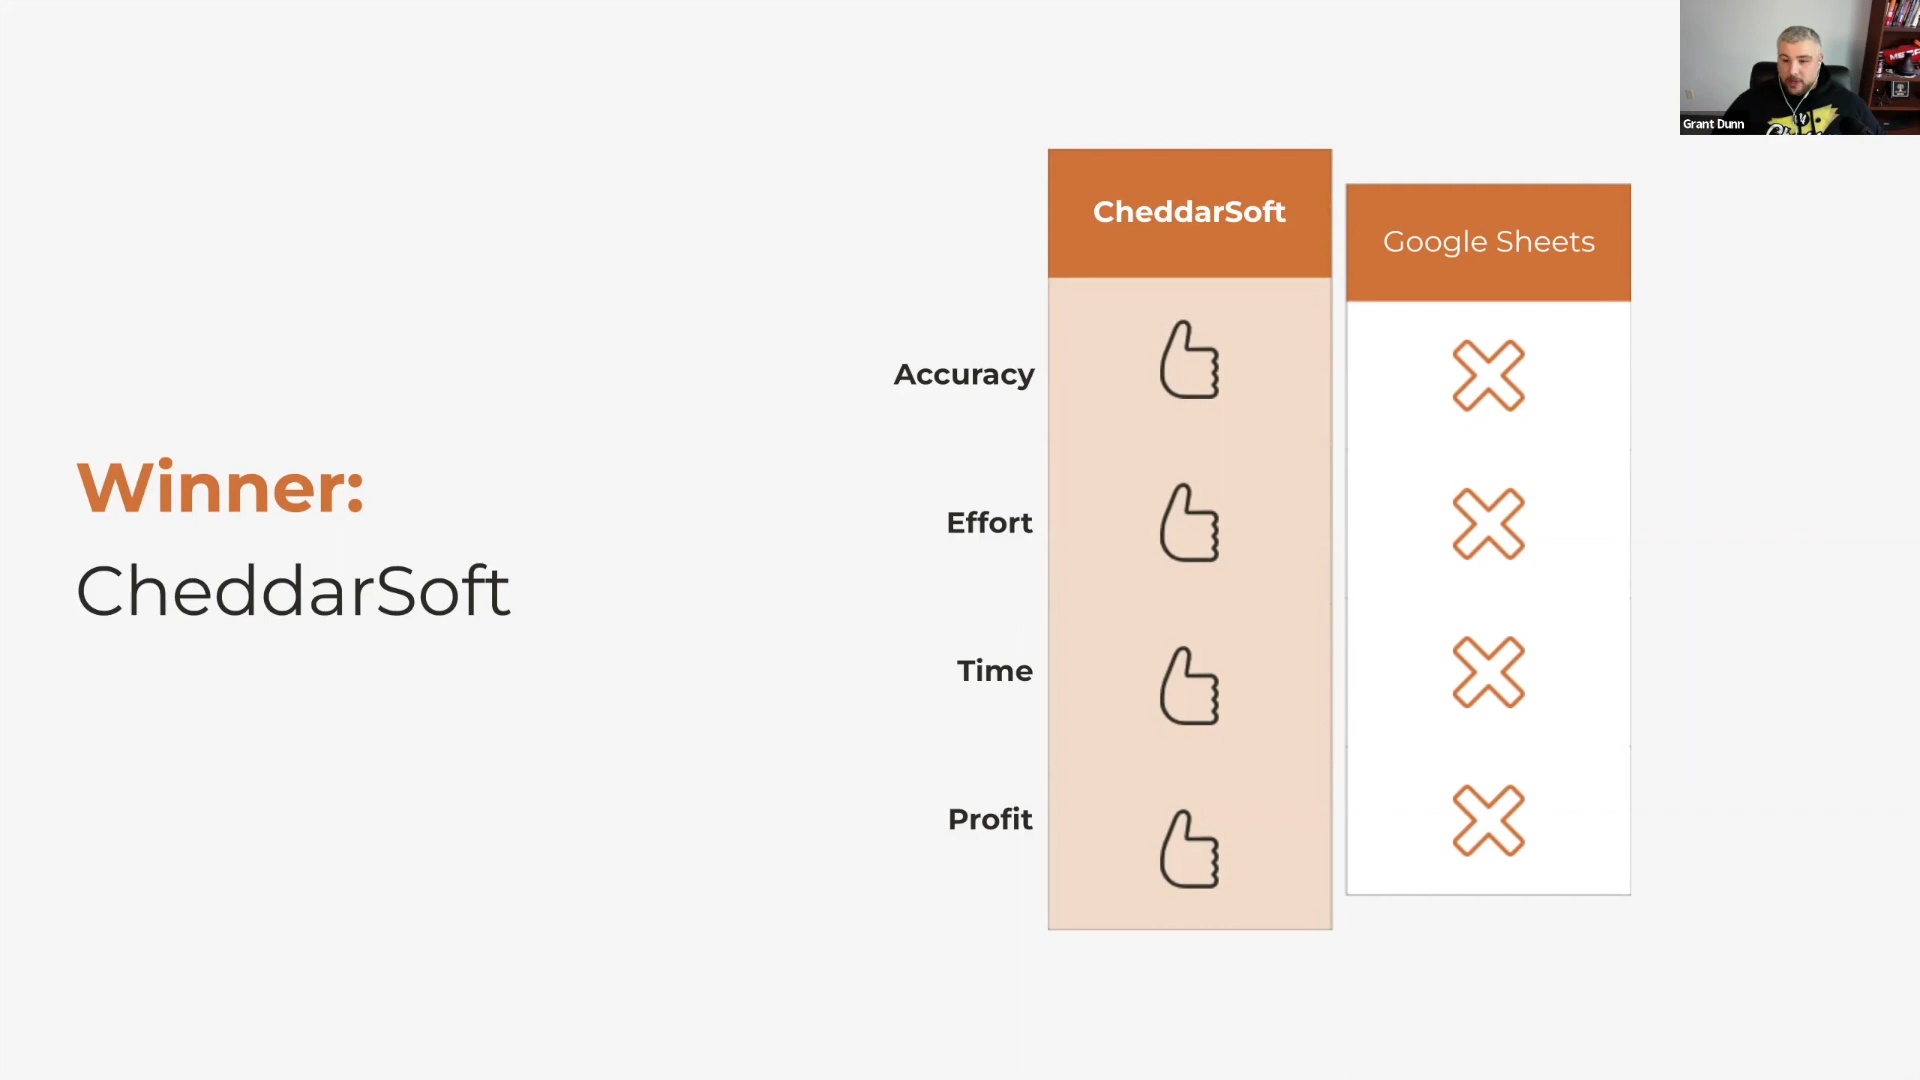 Grant Dunn
CheddarSoft
Google Sheets
Accuracy
Effort
Time
Profit
Winner:
CheddarSoft